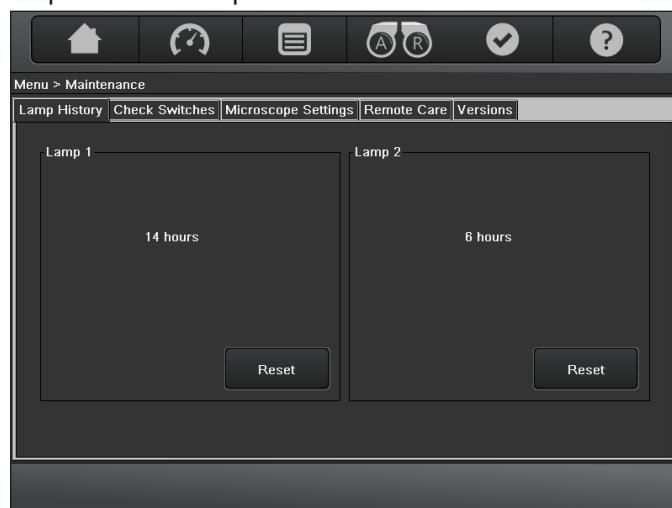 A R ?
Menu > Maintenance
Lamp History Check Switches Microscope Settings Remote Care Versions
Lamp 1 Lamp 2
14 hours 6 hours
Reset Reset